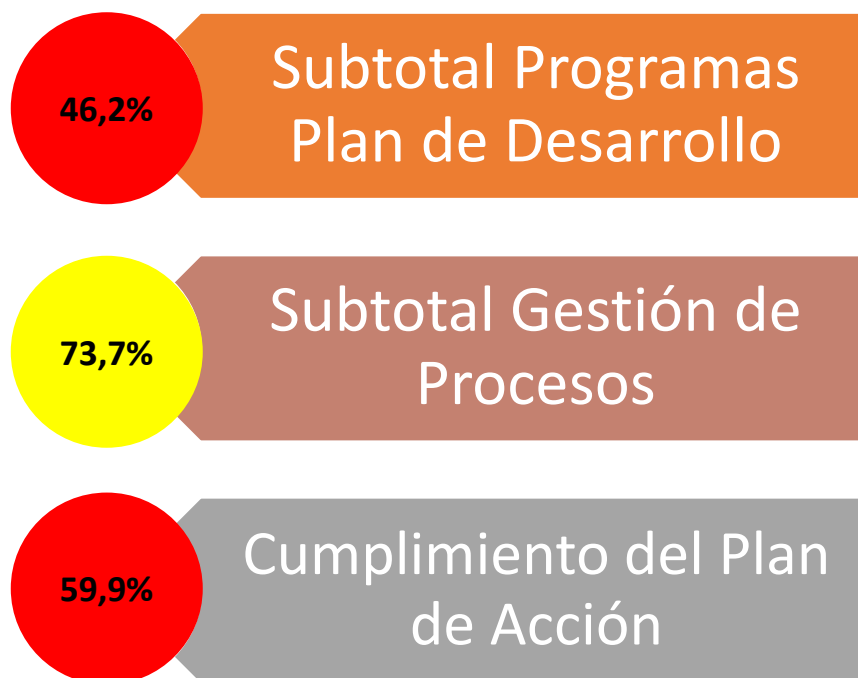 46,2%
Subtotal Programas
Plan de Desarrollo
73,7%
Subtotal Gestión de
Procesos
59,9%
Cumplimiento del Plan
de Acción